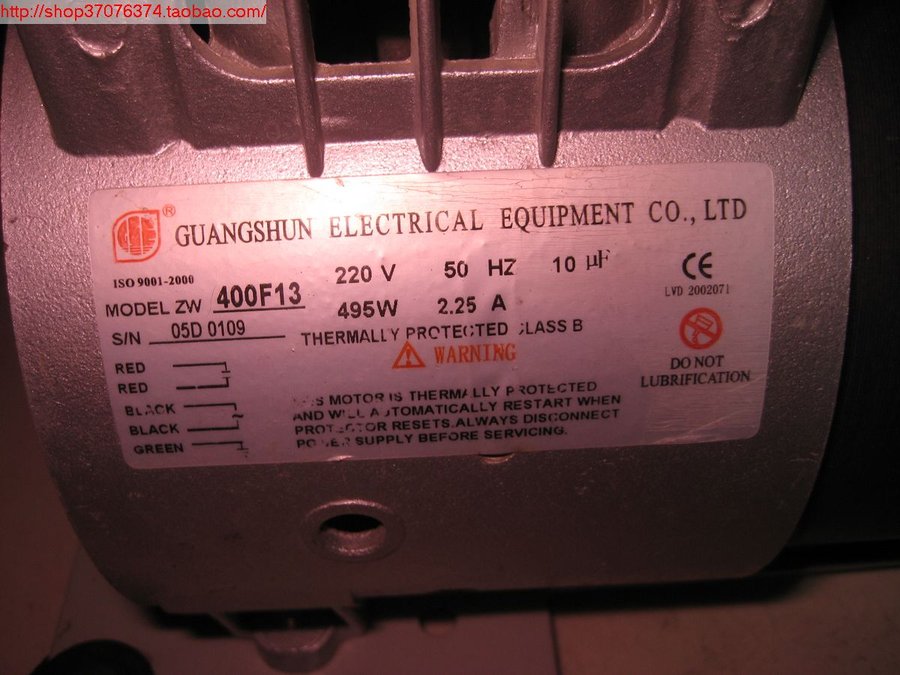 http://shop37076374.taobao.com/
® GUANGSHUN ELECTRICAL EQUIPMENT CO., LTD
ISO 9001-2000 220 V 50 HZ 10 μF CE
MODEL ZW 400F13 495W 2.25 A LVD 2002071
S/N 05D 0109 THERMALLY PROTECTED CLASS B
WARNING
RED
RED
BLACK
BLACK
GREEN
MOTOR IS THERMALLY PROTECTED
AND WILL AUTOMATICALLY RESTART WHEN
PROTECTOR RESETS.ALWAYS DISCONNECT
POWER SUPPLY BEFORE SERVICING.
DO NOT
LUBRIFICATION